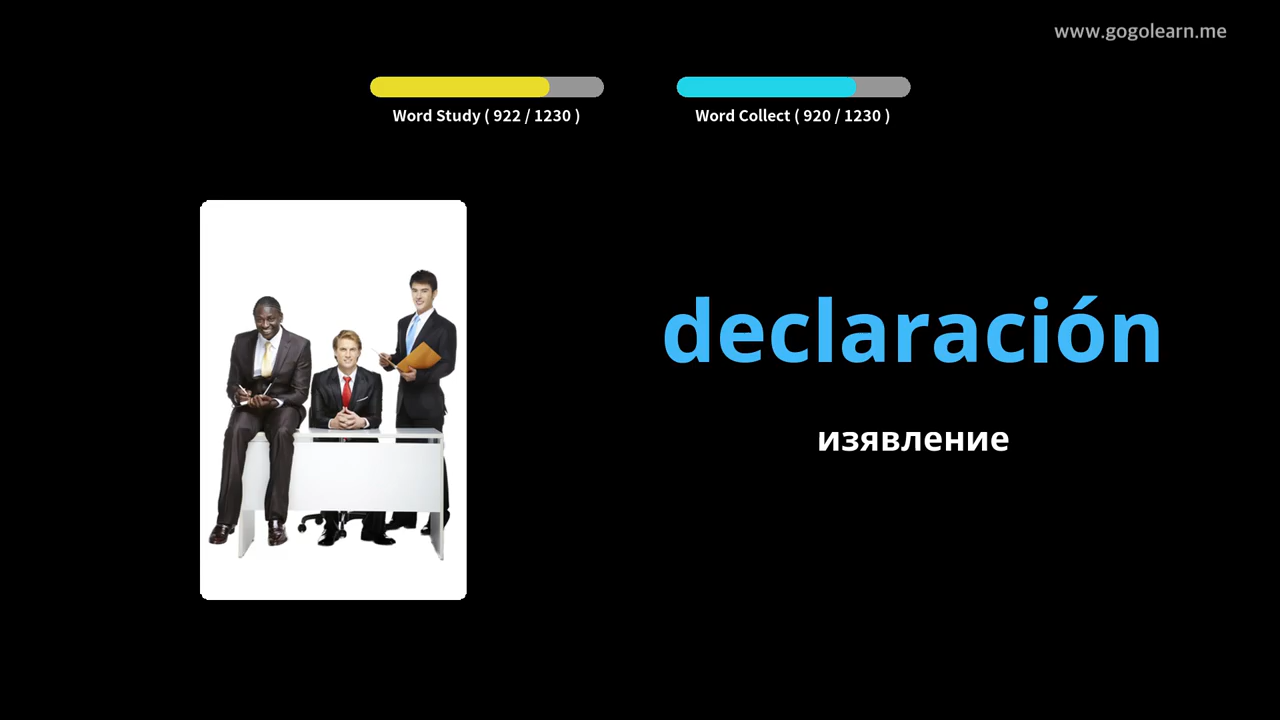 www.gogolearn.me
Word Study ( 922 / 1230 )
Word Collect ( 920 / 1230 )
declaración
изявление